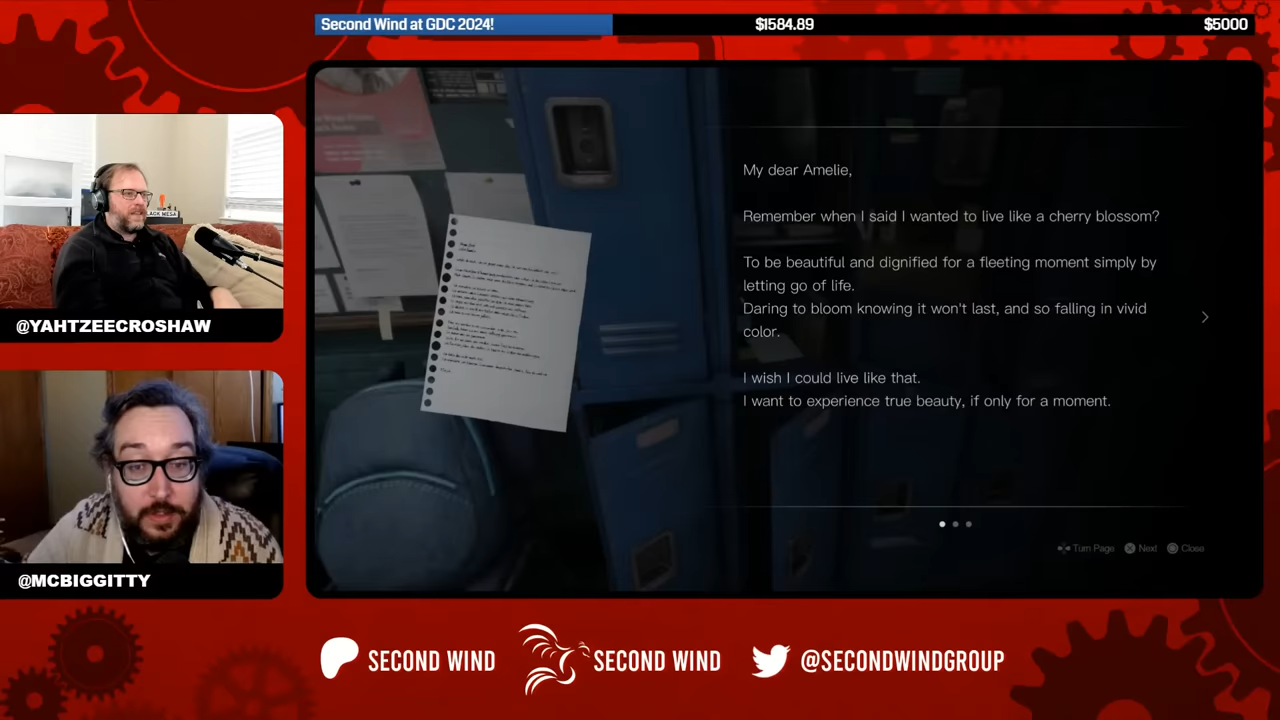 Second Wind at GDC 2024!
$1584.89
$5000
My dear Amelie,
Remember when I said I wanted to live like a cherry blossom?
To be beautiful and dignified for a fleeting moment simply by
letting go of life.
Daring to bloom knowing it won't last, and so falling in vivid
color.
I wish I could live like that.
I want to experience true beauty, if only for a moment.
Turn Page
Next
Close
BLACK MESA
@YAHTZEECROSHAW
@MCBIGGITTY
SECOND WIND
SECOND WIND
@SECONDWINDGROUP